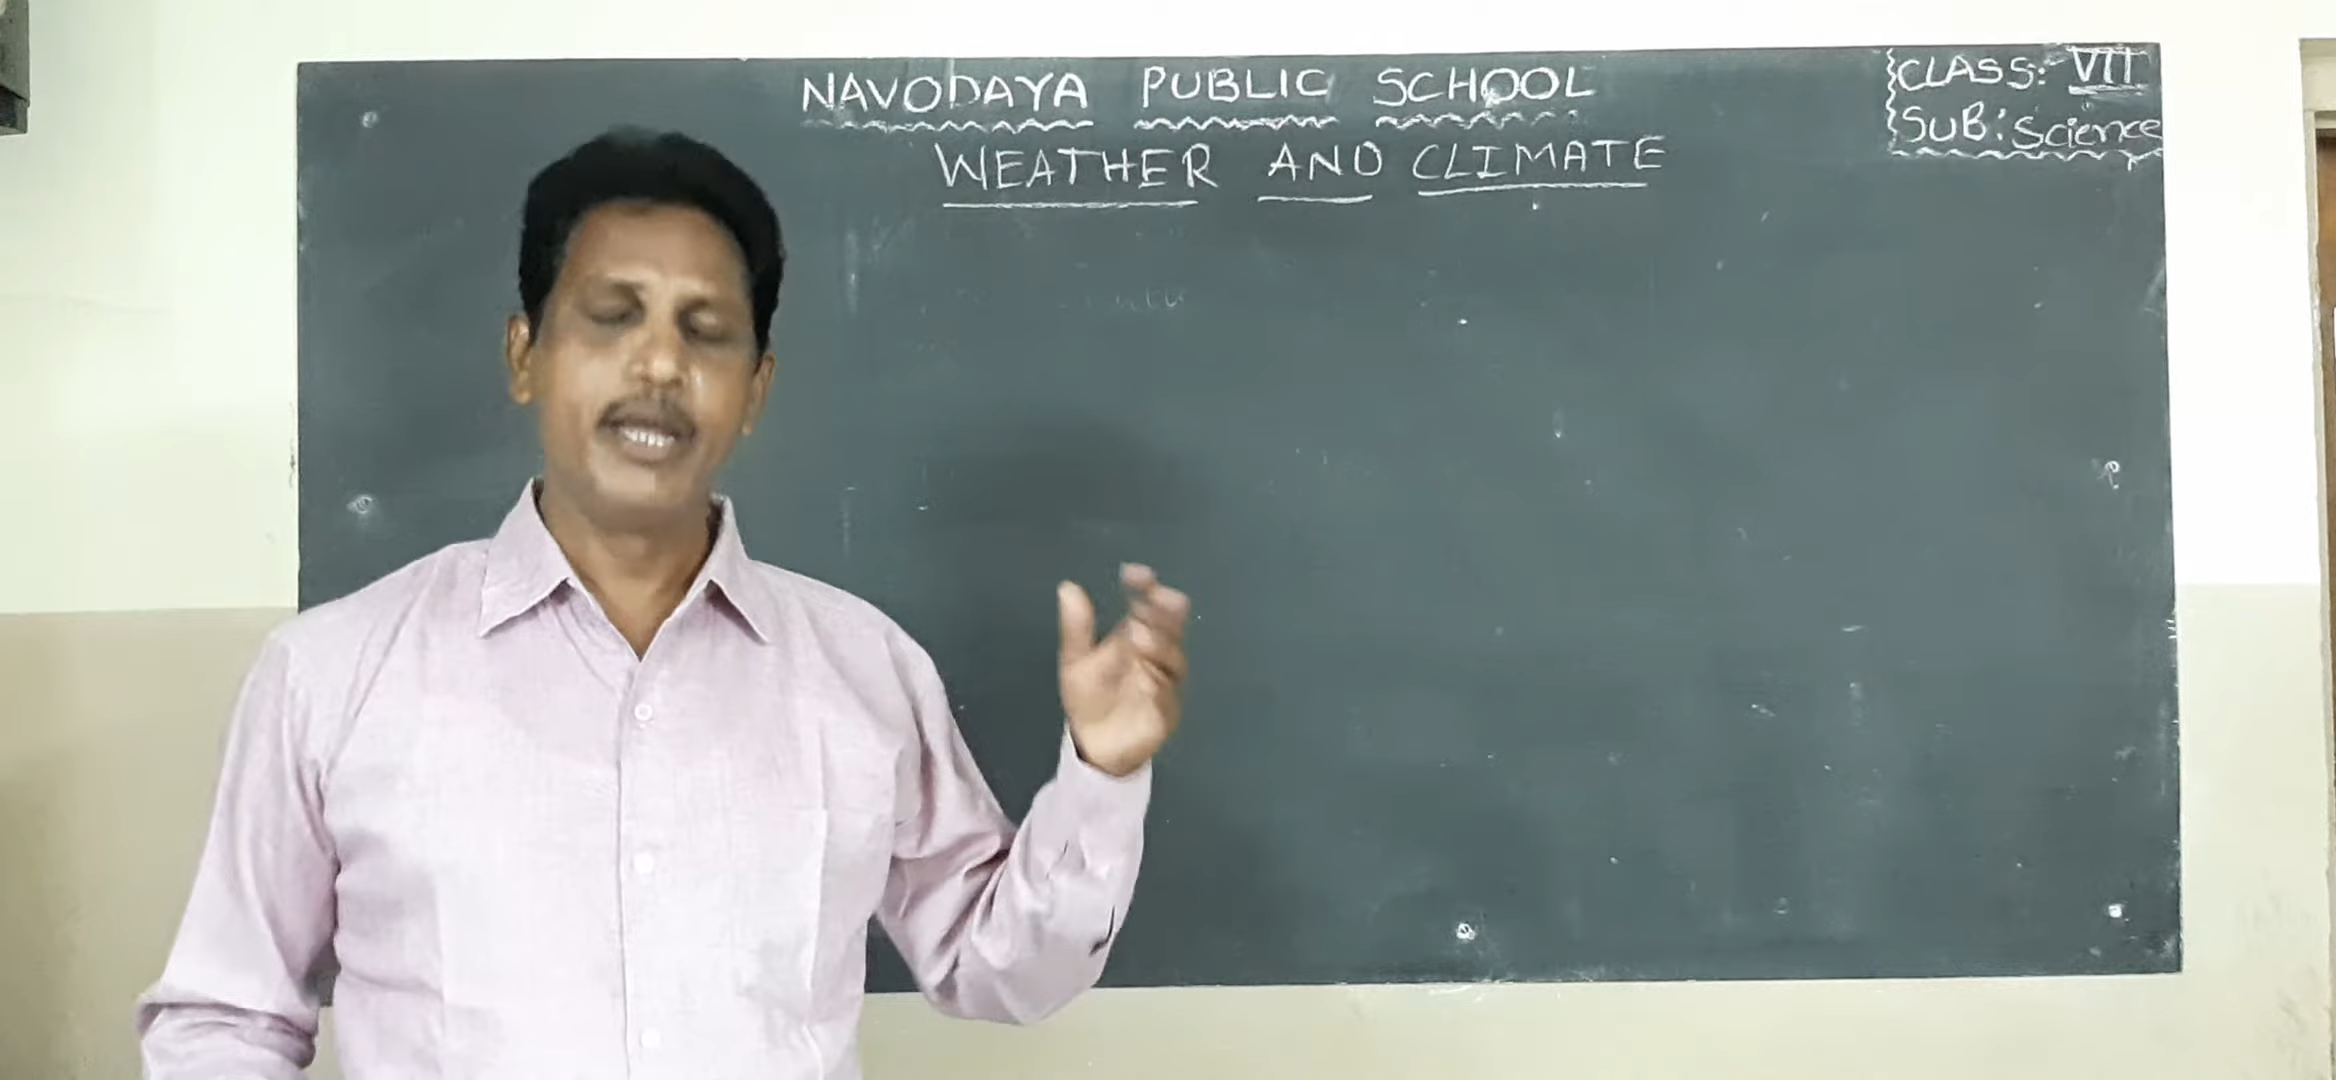 NAVODAYA PUBLIC SCHOOL
WEATHER AND CLIMATE
CLASS: VII
SUB: Science